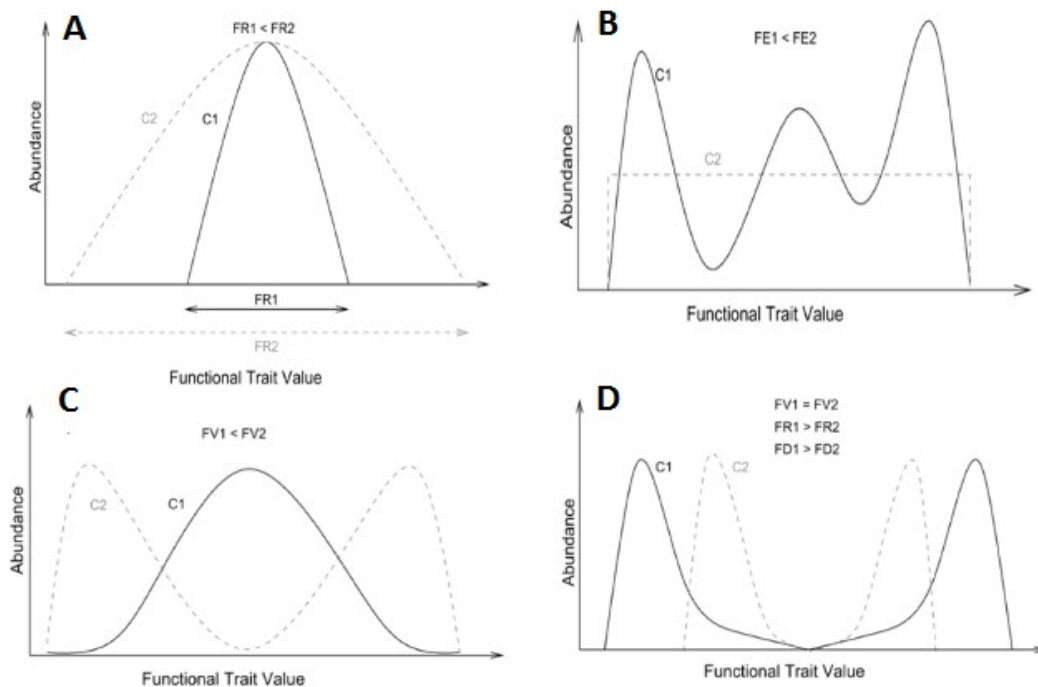 A
FR1 < FR2
C2
C1
Abundance
FR1
FR2
Functional Trait Value
B
FE1 < FE2
C1
C2
Abundance
Functional Trait Value
C
FV1 < FV2
C2
C1
Abundance
Functional Trait Value
D
FV1 = FV2
FR1 > FR2
FD1 > FD2
C1
C2
Abundance
Functional Trait Value